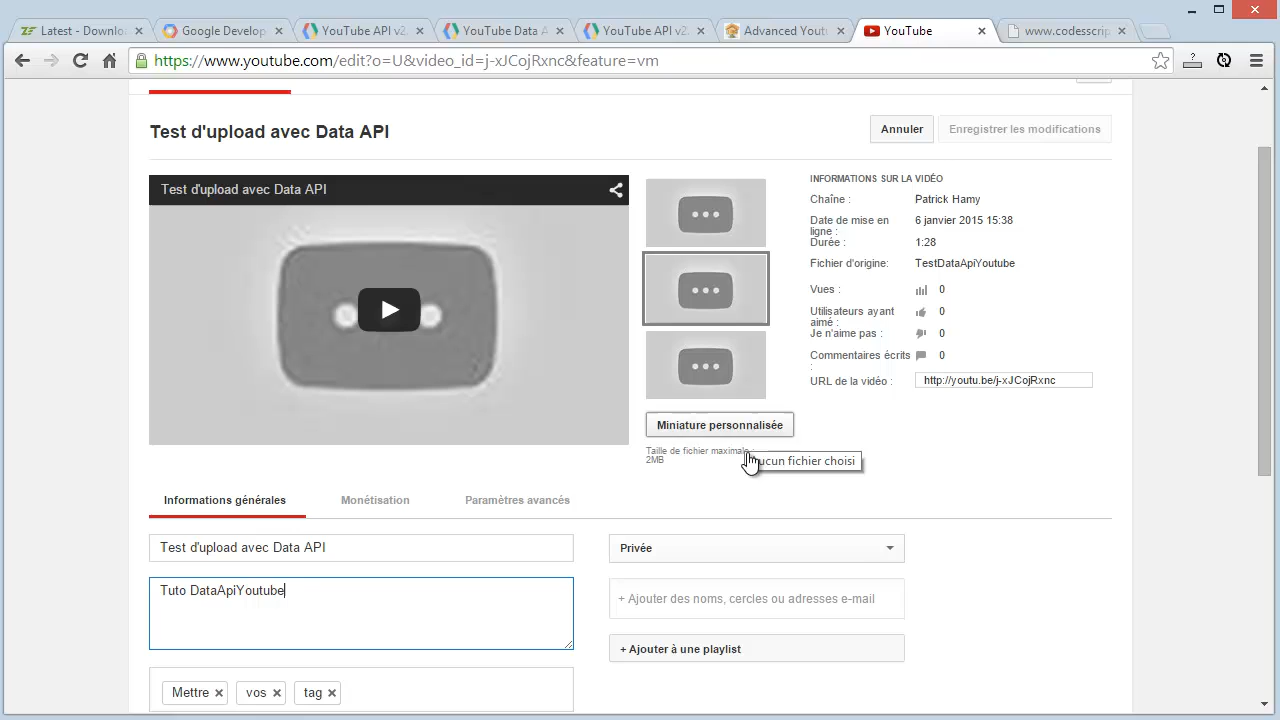 Latest - Downlo
Google Develop
YouTube API v2
YouTube Data A
YouTube API v2
Advanced Yout
YouTube
www.codesscrip
https://www.youtube.com/edit?o=U&video_id=j-xJCojRxnc&feature=vm
Test d'upload avec Data API
Annuler
Enregistrer les modifications
Test d'upload avec Data API
INFORMATIONS SUR LA VIDÉO
Chaîne :
Patrick Hamy
Date de mise en
ligne :
6 janvier 2015 15:38
Durée :
1:28
Fichier d'origine:
TestDataApiYoutube
Vues :
0
Utilisateurs ayant
aimé :
0
Je n'aime pas :
0
Commentaires écrits
:
0
URL de la vidéo :
http://youtu.be/j-xJCojRxnc
Miniature personnalisée
Taille de fichier maximale
2MB
ucun fichier choisi
Informations générales
Monétisation
Paramètres avancés
Test d'upload avec Data API
Privée
Tuto DataApiYoutube
+ Ajouter des noms, cercles ou adresses e-mail
+ Ajouter à une playlist
Mettre
vos
tag